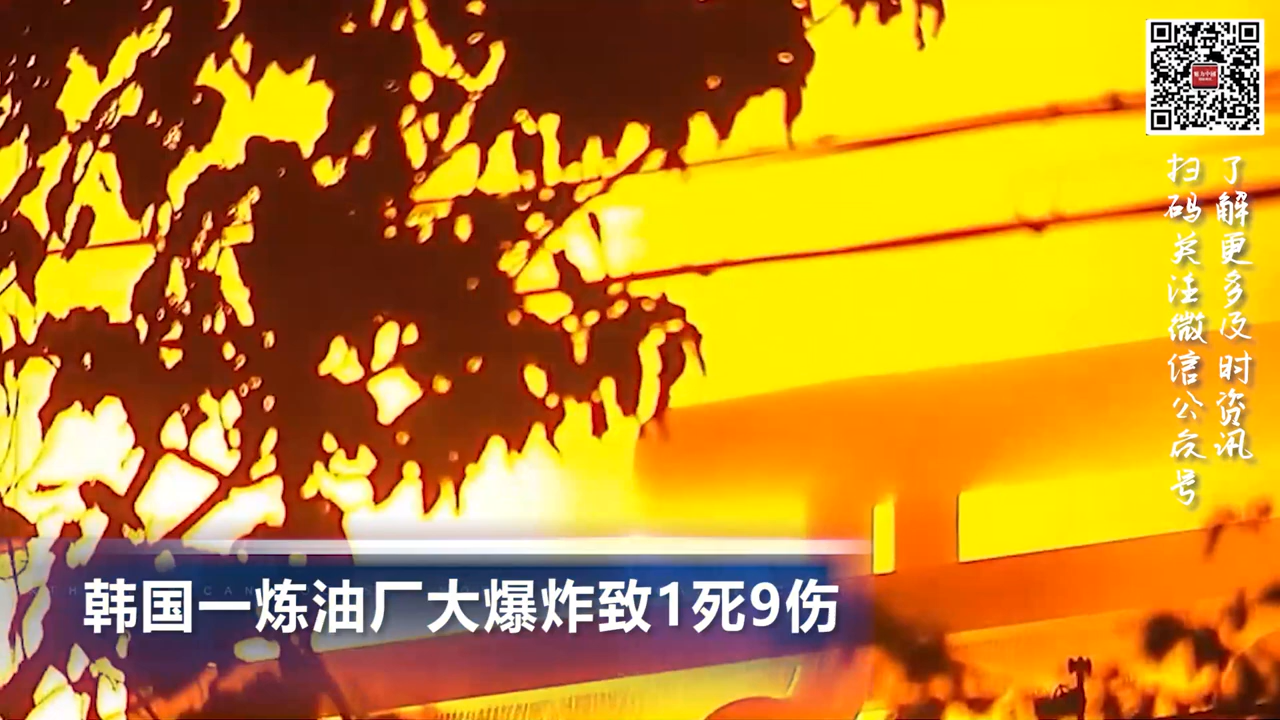 了解更多及时资讯
扫码关注微信公众号
韩国一炼油厂大爆炸致1死9伤